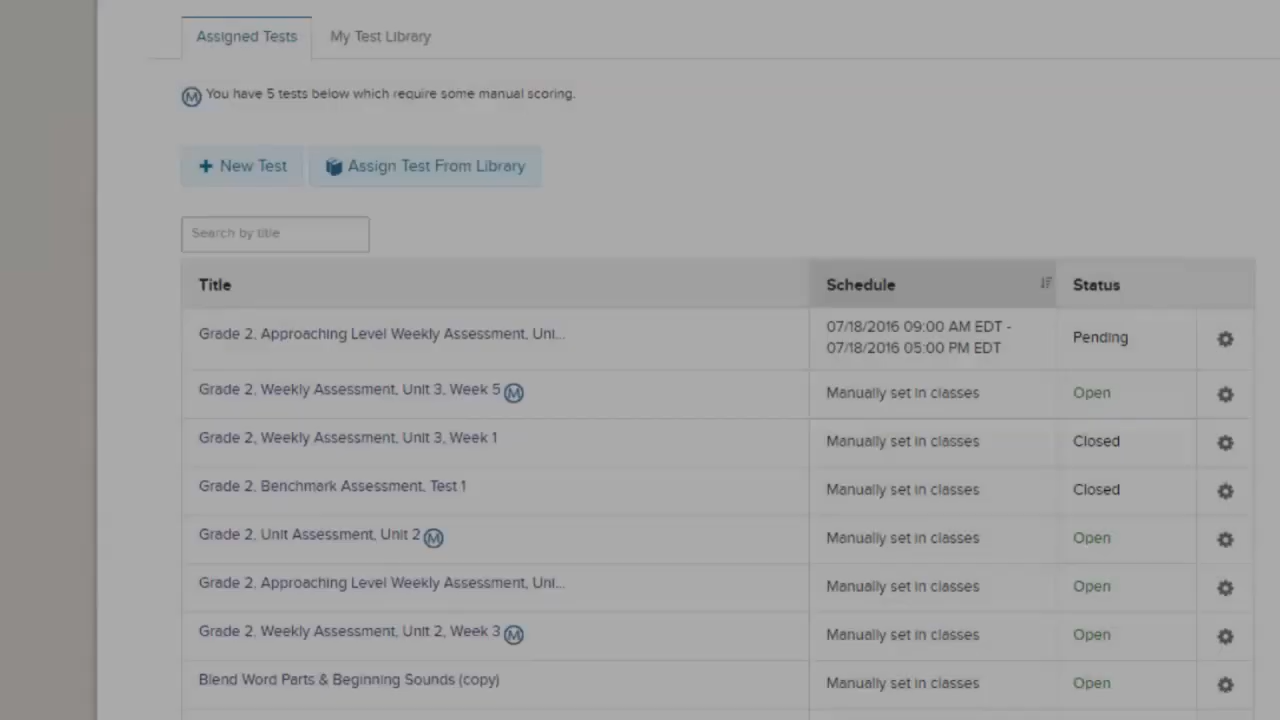 Assigned Tests My Test Library
M You have 5 tests below which require some manual scoring.
+ New Test Assign Test From Library
Search by title
Title Schedule Status
Grade 2, Approaching Level Weekly Assessment, Uni... 07/18/2016 09:00 AM EDT - Pending
07/18/2016 05:00 PM EDT
Grade 2, Weekly Assessment, Unit 3, Week 5 M Manually set in classes Open
Grade 2, Weekly Assessment, Unit 3, Week 1 Manually set in classes Closed
Grade 2, Benchmark Assessment, Test 1 Manually set in classes Closed
Grade 2, Unit Assessment, Unit 2 M Manually set in classes Open
Grade 2, Approaching Level Weekly Assessment, Uni... Manually set in classes Open
Grade 2, Weekly Assessment, Unit 2, Week 3 M Manually set in classes Open
Blend Word Parts & Beginning Sounds (copy) Manually set in classes Open